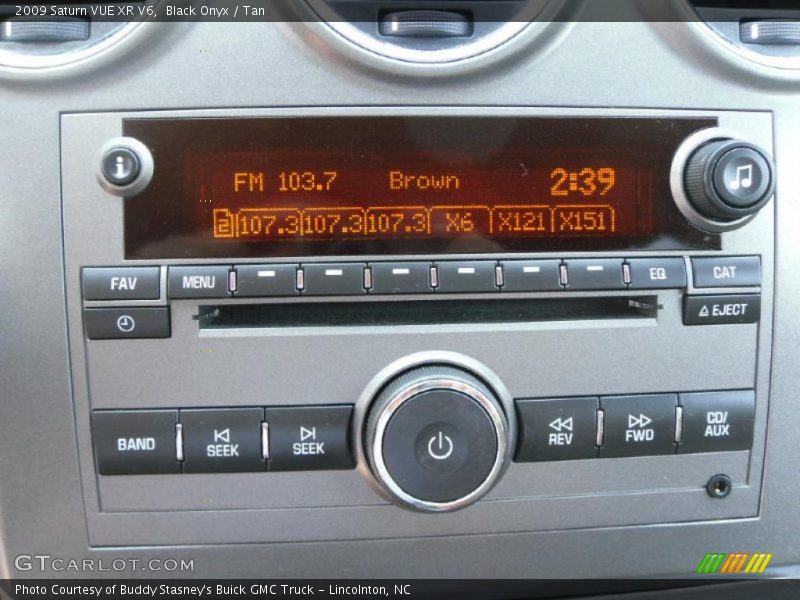 2009 Saturn VUE XR V6, Black Onyx / Tan
i
FM 103.7 Brown 2:39
2 107.3 107.3 107.3 X6 X121 X151
FAV MENU EQ CAT
EJECT
BAND SEEK SEEK REV FWD CD/AUX
GTCARLOT.COM
Photo Courtesy of Buddy Stasney's Buick GMC Truck - Lincolnton, NC